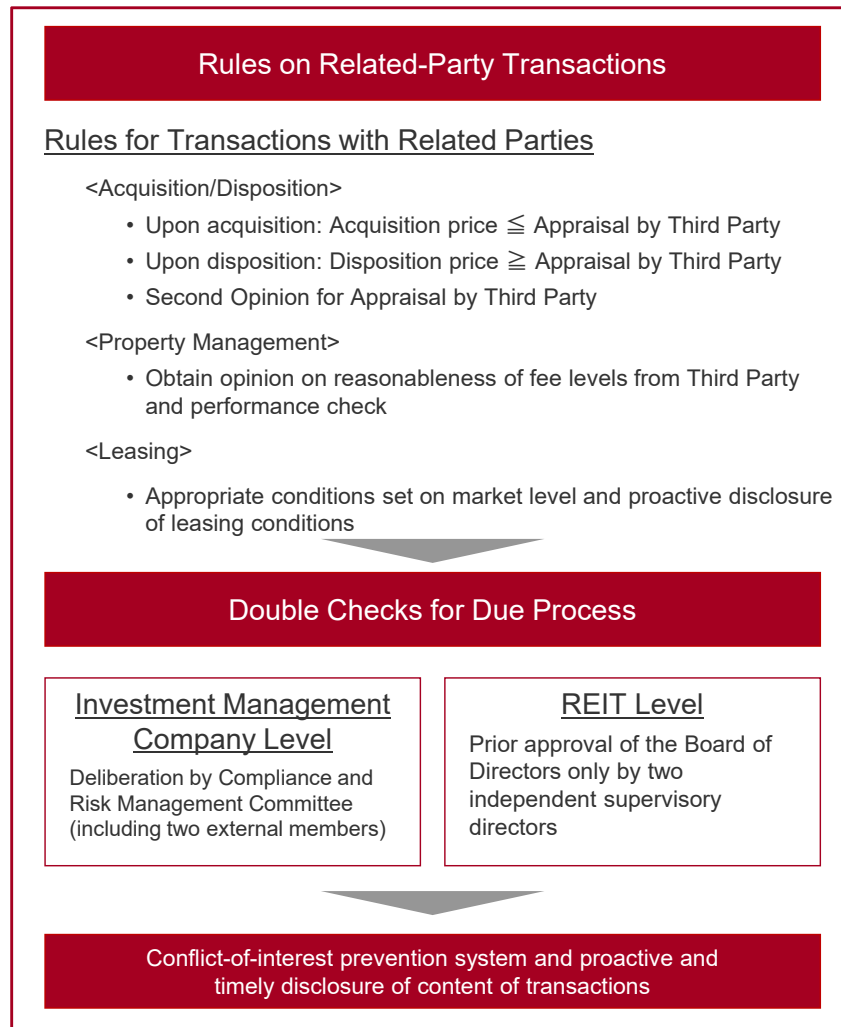 Rules on Related-Party Transactions
Rules for Transactions with Related Parties
<Acquisition/Disposition>
• Upon acquisition: Acquisition price ≦ Appraisal by Third Party
• Upon disposition: Disposition price ≧ Appraisal by Third Party
• Second Opinion for Appraisal by Third Party
<Property Management>
• Obtain opinion on reasonableness of fee levels from Third Party
and performance check
<Leasing>
• Appropriate conditions set on market level and proactive disclosure
of leasing conditions
Double Checks for Due Process
Investment Management
Company Level
Deliberation by Compliance and
Risk Management Committee
(including two external members)
REIT Level
Prior approval of the Board of
Directors only by two
independent supervisory
directors
Conflict-of-interest prevention system and proactive and
timely disclosure of content of transactions